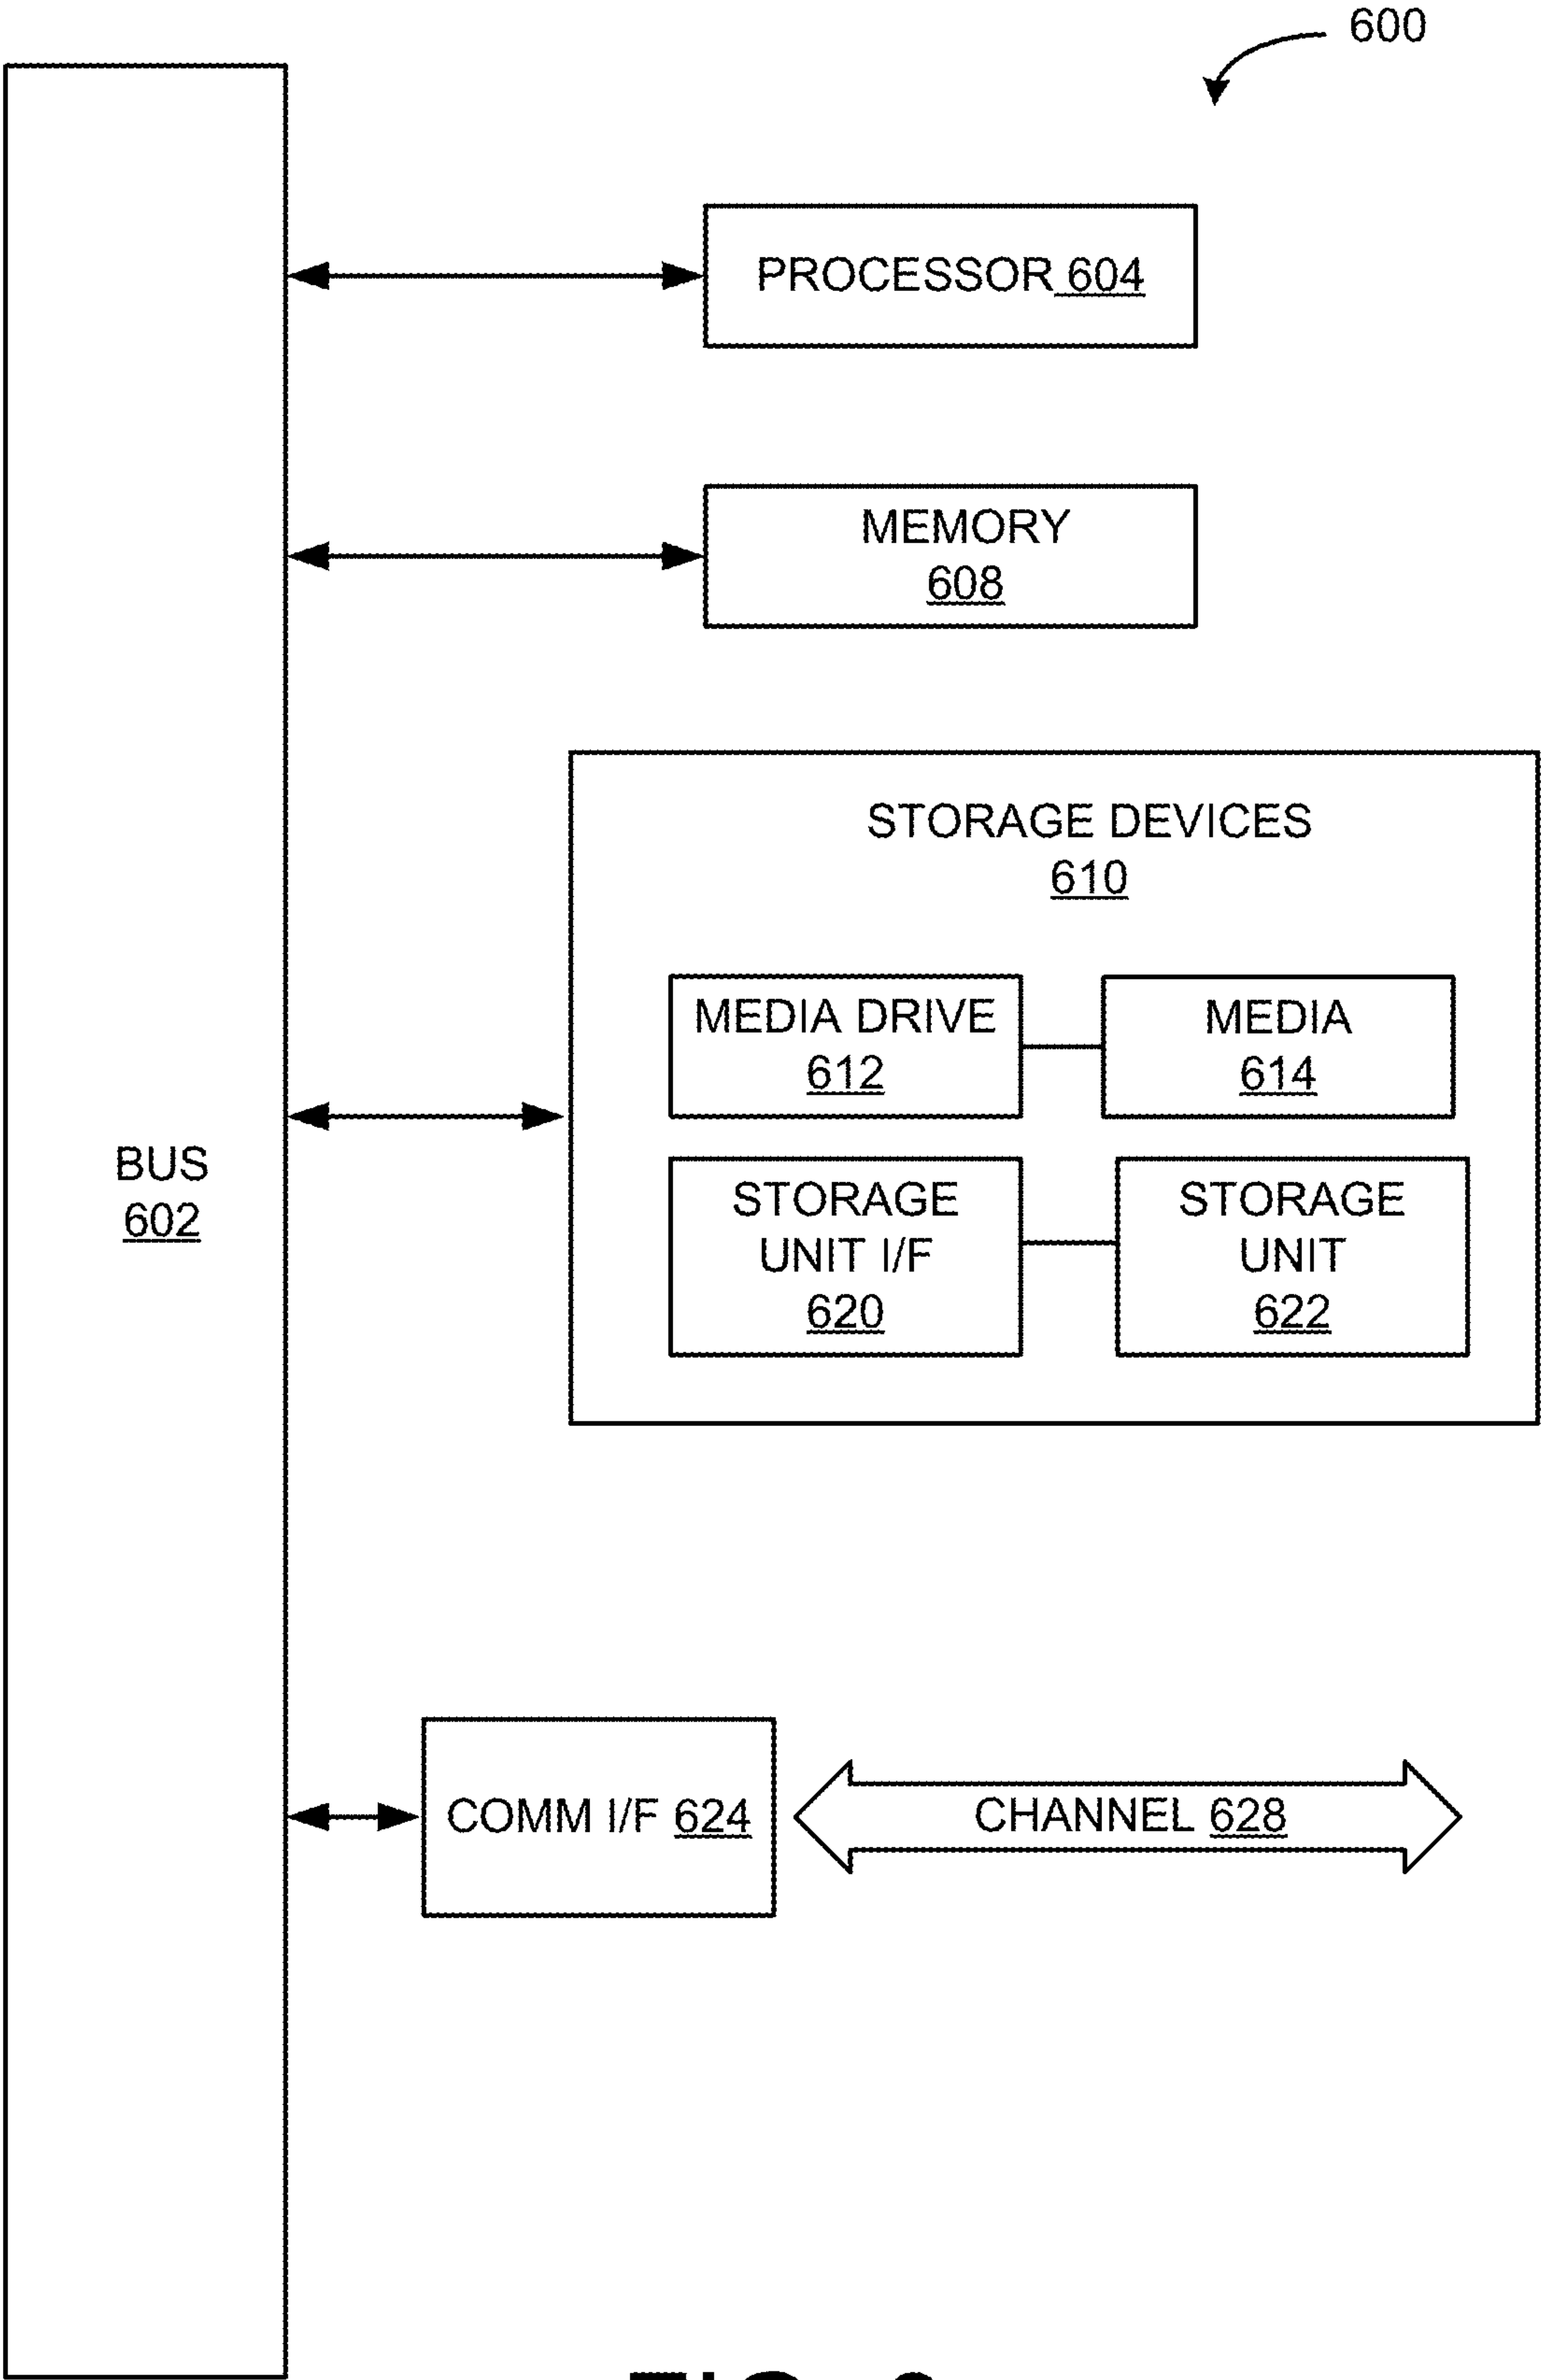 600
PROCESSOR 604
MEMORY
608
STORAGE DEVICES
610
MEDIA DRIVE
612
MEDIA
614
BUS
602
STORAGE
UNIT I/F
620
STORAGE
UNIT
622
COMM I/F 624
CHANNEL 628